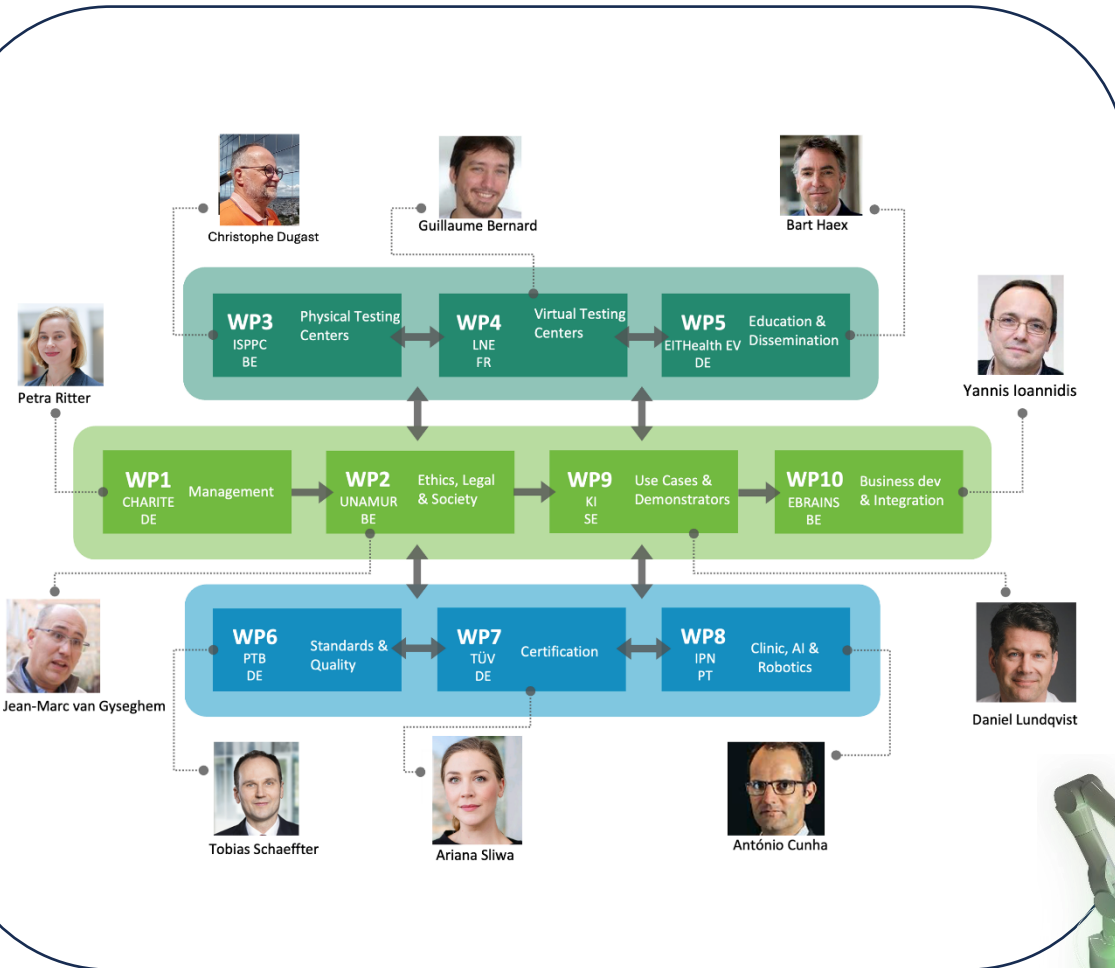 Christophe Dugast
Guillaume Bernard
Bart Haex
WP3
ISPPC
BE
Physical Testing
Centers
WP4
LNE
FR
Virtual Testing
Centers
WP5
EITHealth EV
DE
Education &
Dissemination
Petra Ritter
Yannis Ioannidis
WP1
CHARITE
DE
Management
WP2
UNAMUR
BE
Ethics, Legal
& Society
WP9
KI
SE
Use Cases &
Demonstrators
WP10
EBRAINS
BE
Business dev
& Integration
WP6
PTB
DE
Standards &
Quality
WP7
TÜV
DE
Certification
WP8
IPN
PT
Clinic, AI &
Robotics
Jean-Marc van Gyseghem
Daniel Lundqvist
Tobias Schaeffter
Ariana Sliwa
António Cunha